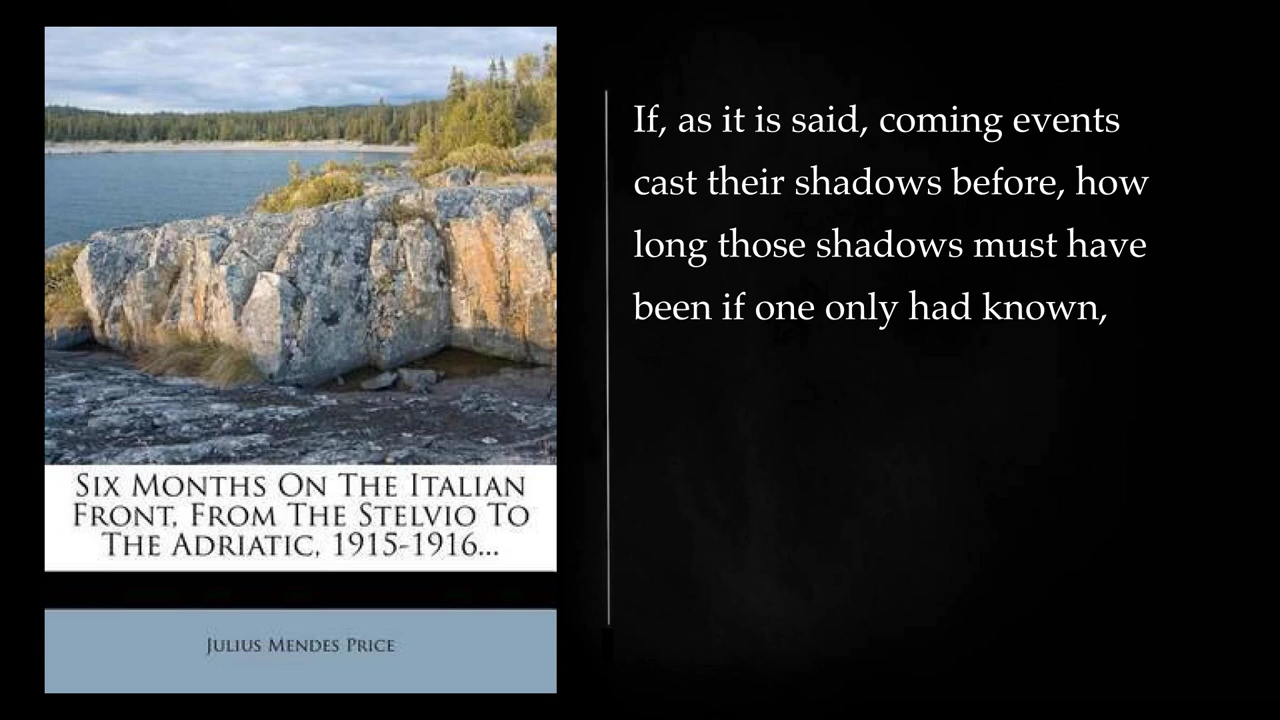 Six Months On The Italian
Front, From The Stelvio To
The Adriatic, 1915-1916...
Julius Mendes Price
If, as it is said, coming events
cast their shadows before, how
long those shadows must have
been if one only had known,